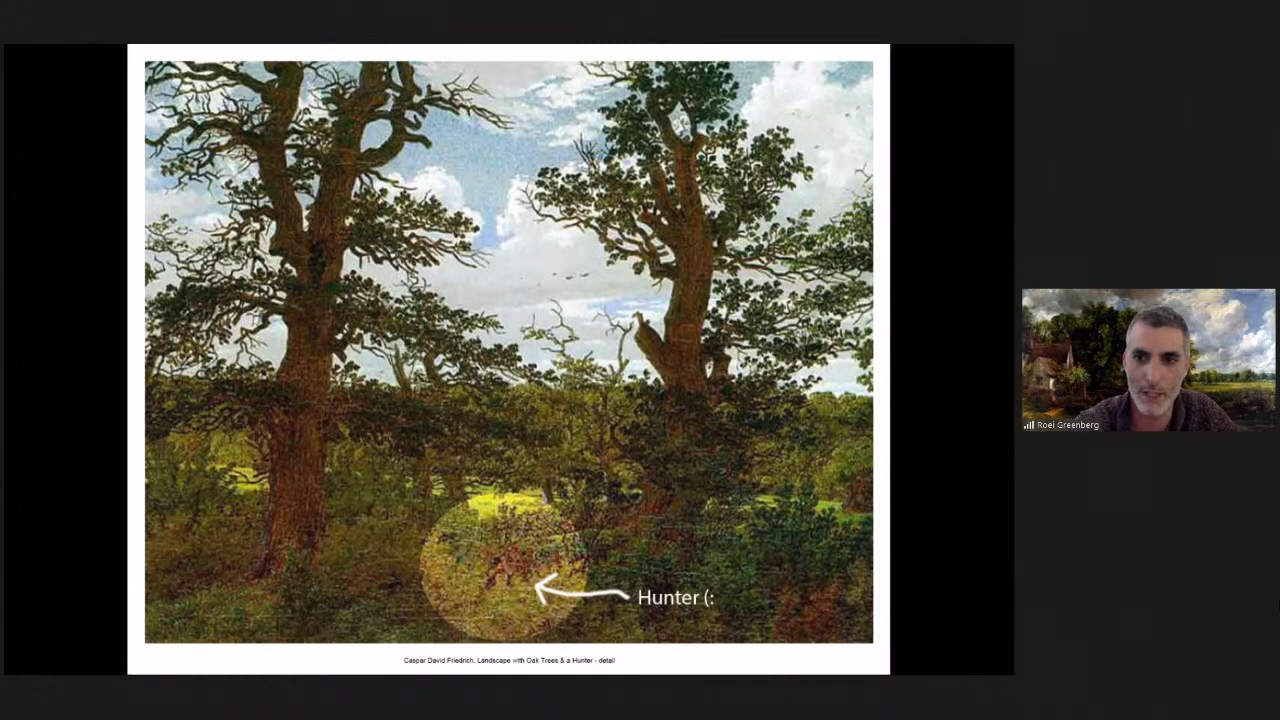 Hunter (:
Caspar David Friedrich, Landscape with Oak Trees & a Hunter - detail
Roei Greenberg